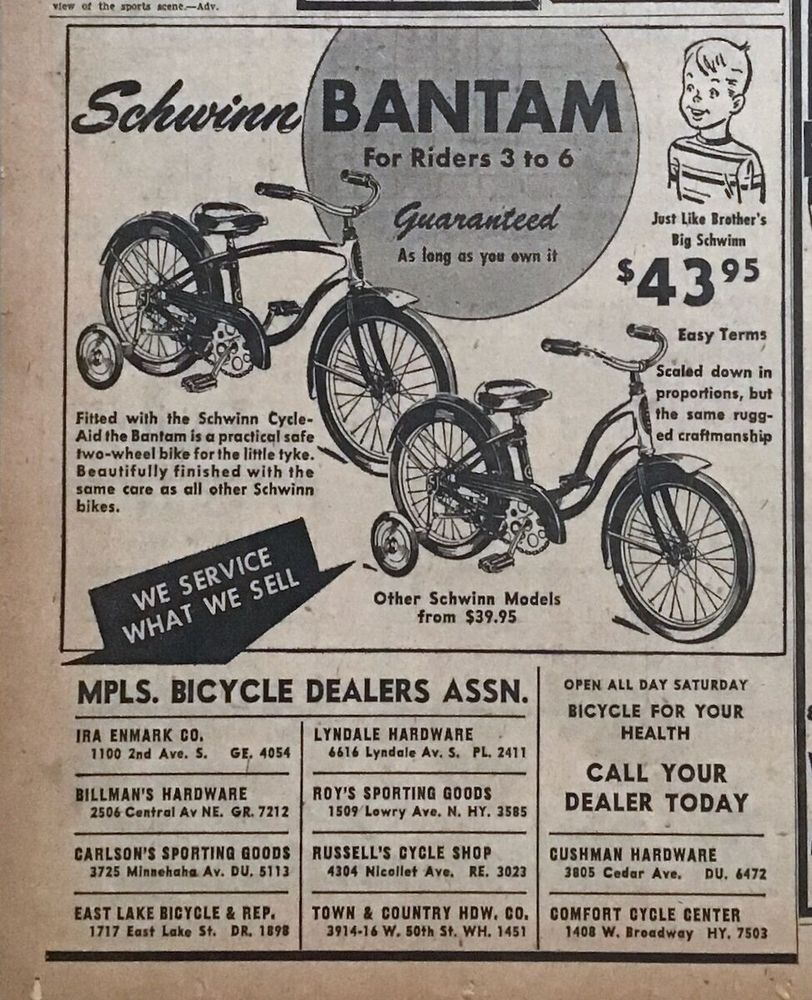 view of the sports scene.—Adv.
Schwinn BANTAM
For Riders 3 to 6
Guaranteed
As long as you own it
Just Like Brother's
Big Schwinn
$43 95
Easy Terms
Scaled down in
proportions, but
the same rugg-
ed craftmanship
Fitted with the Schwinn Cycle-
Aid the Bantam is a practical safe
two-wheel bike for the little tyke.
Beautifully finished with the
same care as all other Schwinn
bikes.
WE SERVICE
WHAT WE SELL
Other Schwinn Models
from $39.95
MPLS. BICYCLE DEALERS ASSN.
IRA ENMARK CO.
1100 2nd Ave. S. GE. 4054
BILLMAN'S HARDWARE
2506 Central Av NE. GR. 7212
CARLSON'S SPORTING GOODS
3725 Minnehaha Av. DU. 5113
EAST LAKE BICYCLE & REP.
1717 East Lake St. DR. 1898
LYNDALE HARDWARE
6616 Lyndale Av. S. PL. 2411
ROY'S SPORTING GOODS
1509 Lowry Ave. N. HY. 3585
RUSSELL'S CYCLE SHOP
4304 Nicollet Ave. RE. 3023
TOWN & COUNTRY HDW. CO.
3914-16 W. 50th St. WH. 1451
OPEN ALL DAY SATURDAY
BICYCLE FOR YOUR
HEALTH
CALL YOUR
DEALER TODAY
CUSHMAN HARDWARE
3805 Cedar Ave. DU. 6472
COMFORT CYCLE CENTER
1408 W. Broadway HY. 7503